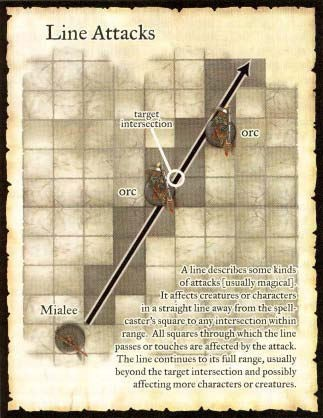 Line Attacks
target
intersection
orc
orc
Mialee
A line describes some kinds
of attacks [usually magical].
It affects creatures or characters
in a straight line away from the spell-
caster's square to any intersection within
range. All squares through which the line
passes or touches are affected by the attack.
The line continues to its full range, usually
beyond the target intersection and possibly
affecting more characters or creatures.